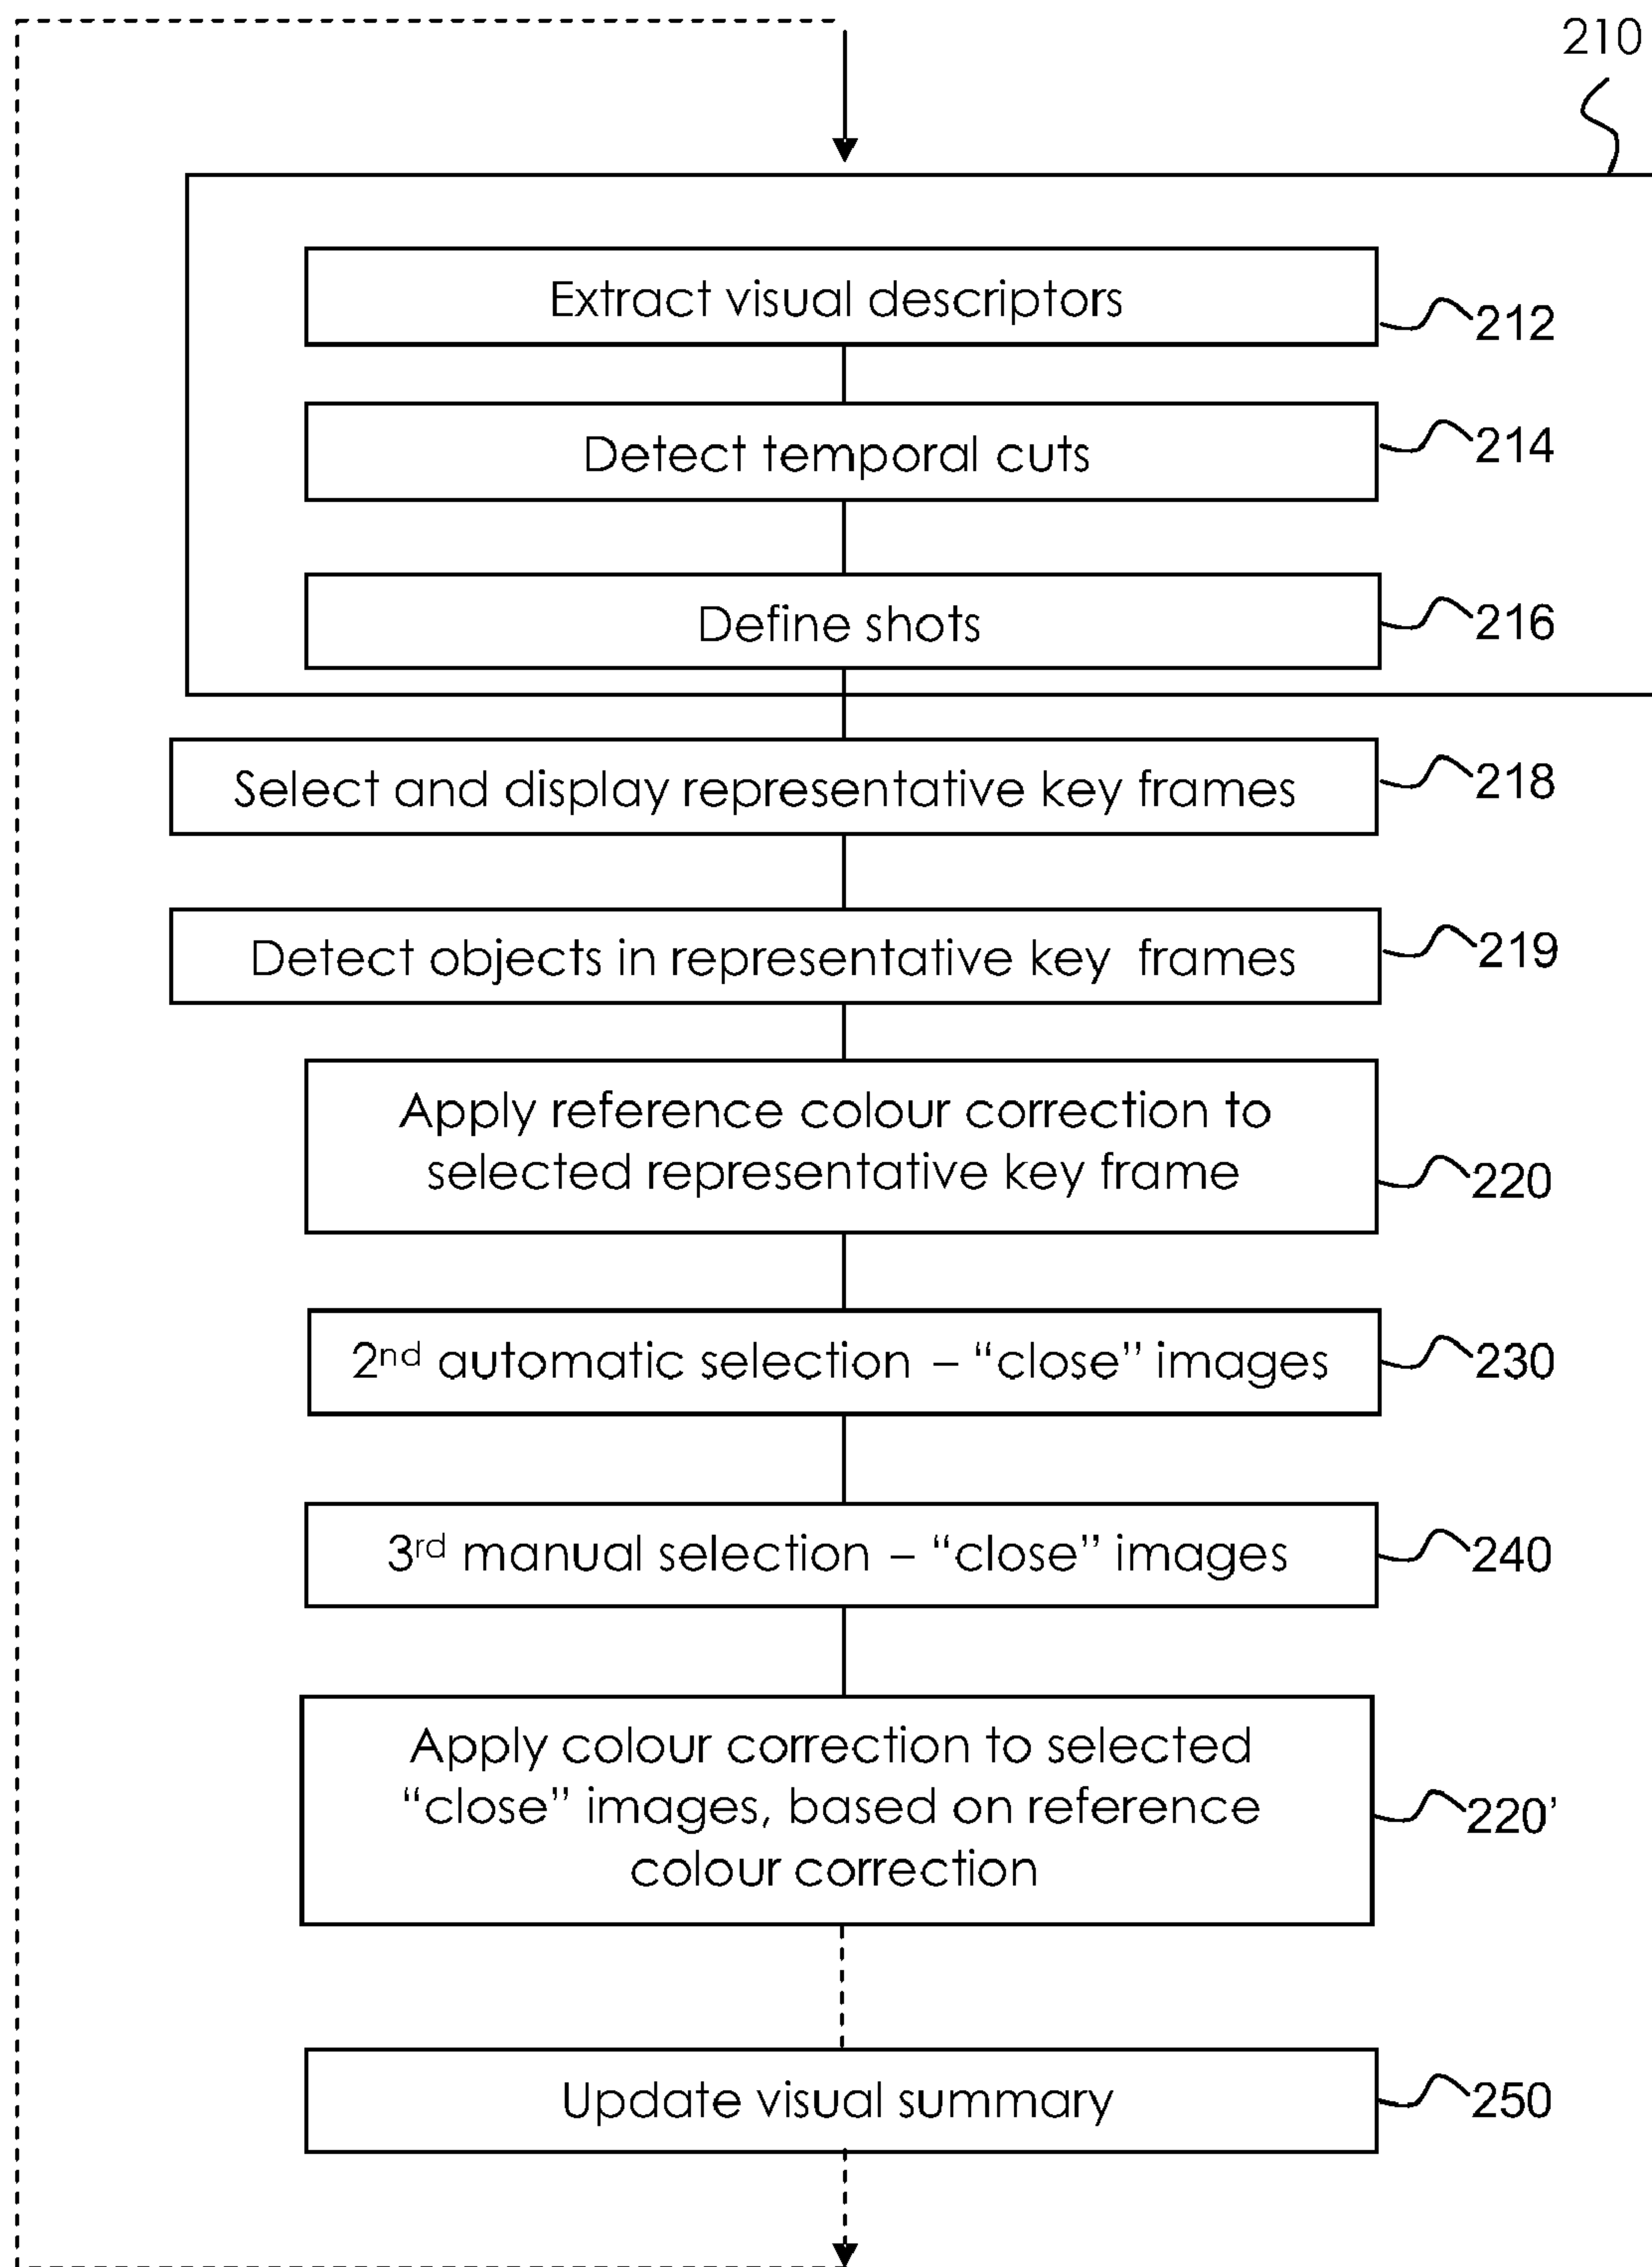 210
Extract visual descriptors
212
Detect temporal cuts
214
Define shots
216
Select and display representative key frames
218
Detect objects in representative key frames
219
Apply reference colour correction to
selected representative key frame
220
2nd automatic selection – “close” images
230
3rd manual selection – “close” images
240
Apply colour correction to selected
“close” images, based on reference
colour correction
220’
Update visual summary
250